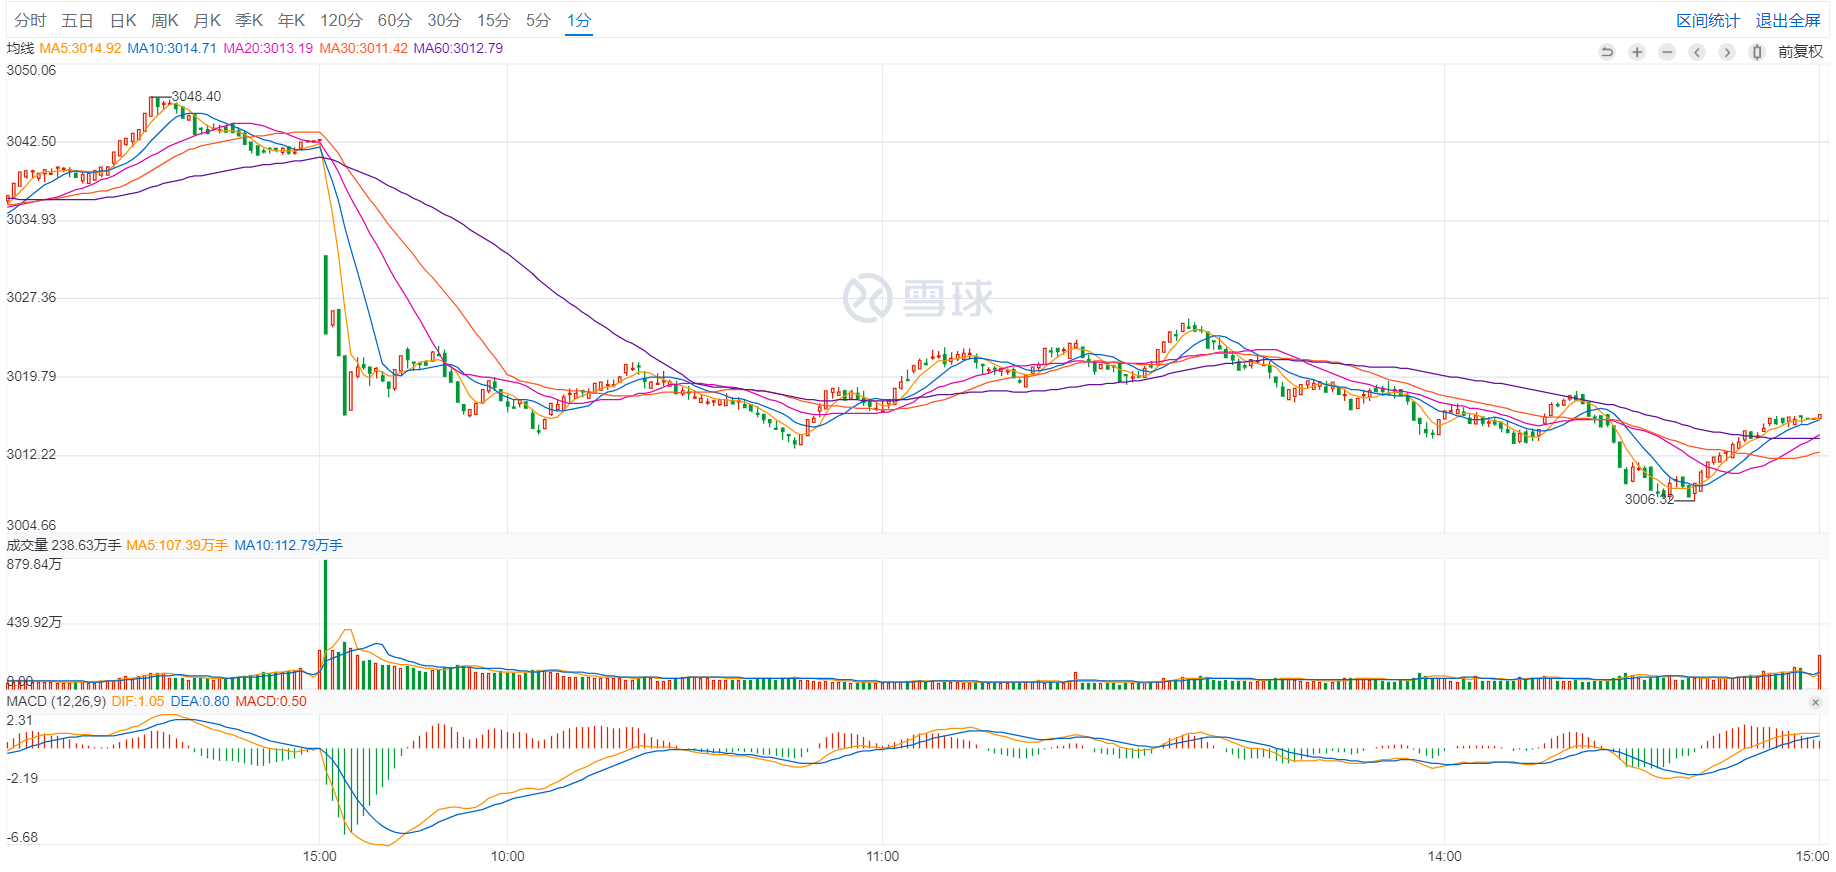 分时 五日 日K 周K 月K 季K 年K 120分 60分 30分 15分 5分 1分 区间统计 退出全屏
均线 MA5:3014.92 MA10:3014.71 MA20:3013.19 MA30:3011.42 MA60:3012.79 前复权
3050.06
3048.40
3042.50
3034.93
3027.36
雪球
3019.79
3012.22
3006.32
3004.66
成交量 238.63万手 MA5:107.39万手 MA10:112.79万手
879.84万
439.92万
0.00
MACD (12,26,9) DIF:1.05 DEA:0.80 MACD:0.50
2.31
-2.19
-6.68
15:00 10:00 11:00 14:00 15:00